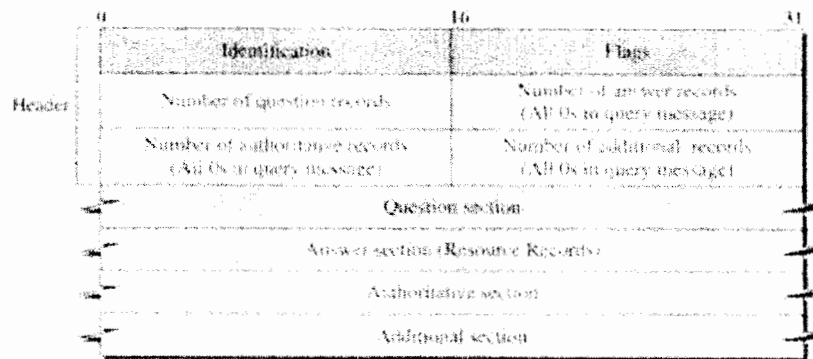 0 16 31
Identification Flags
Header
Number of question records
Number of answer records
(All 0s in query message)
Number of authoritative records
(All 0s in query message)
Number of additional records
(All 0s in query message)
Question section
Answer section (Resource Records)
Authoritative section
Additional section